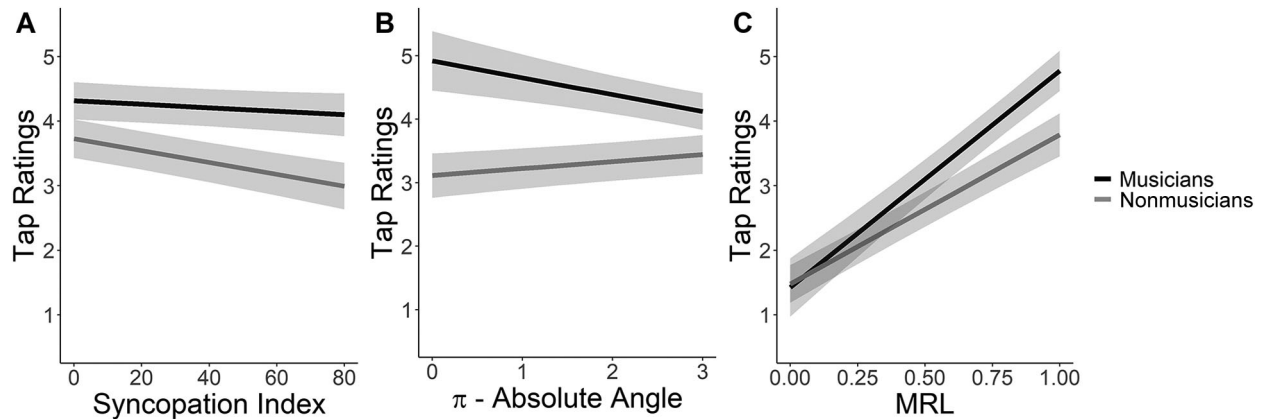 A
B
C
Tap Ratings
5
4
3
2
1
0 20 40 60 80
Syncopation Index
Tap Ratings
5
4
3
2
1
0 1 2 3
π - Absolute Angle
Tap Ratings
5
4
3
2
1
0.00 0.25 0.50 0.75 1.00
MRL
Musicians
Nonmusicians